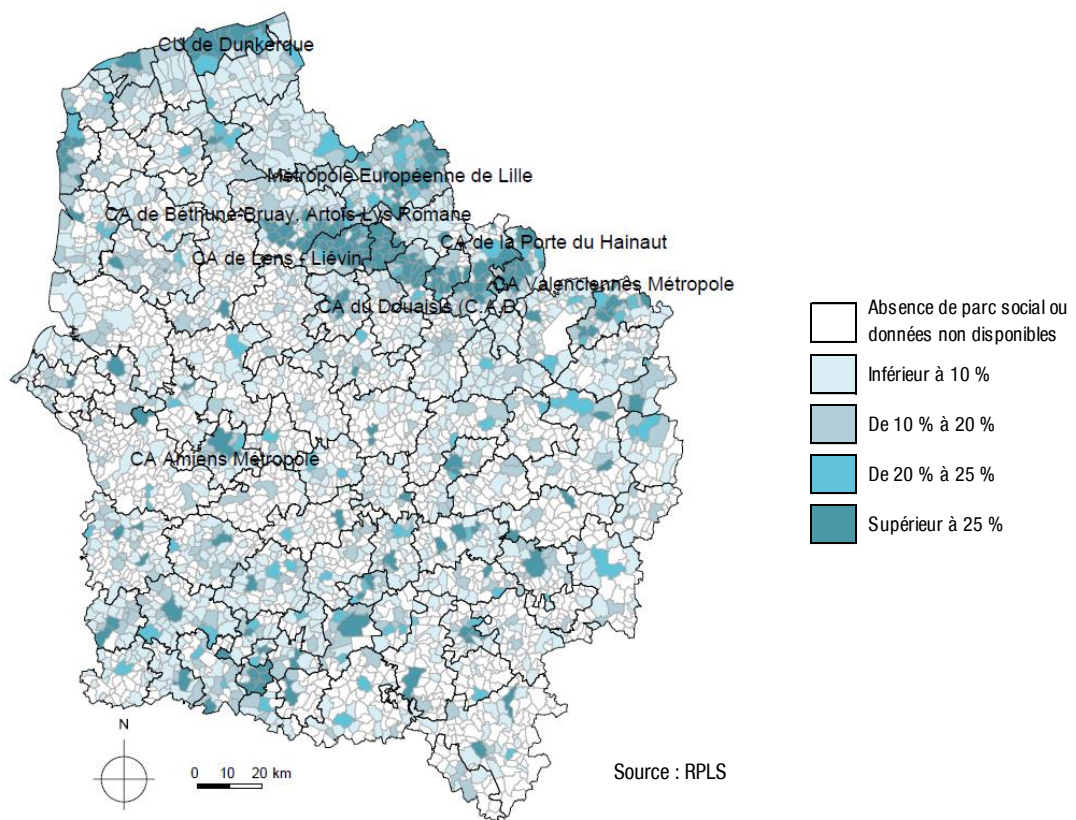 CU de Dunkerque
Métropole Européenne de Lille
CA de Béthune-Bruay, Artois-Lys Romane
CA de la Porte du Hainaut
CA de Lens - Liévin
CA Valenciennes Métropole
CA du Douaisis (C.A.D
CA Amiens Métropole
Absence de parc social ou
données non disponibles
Inférieur à 10 %
De 10 % à 20 %
De 20 % à 25 %
Supérieur à 25 %
N
0 10 20 km
Source : RPLS